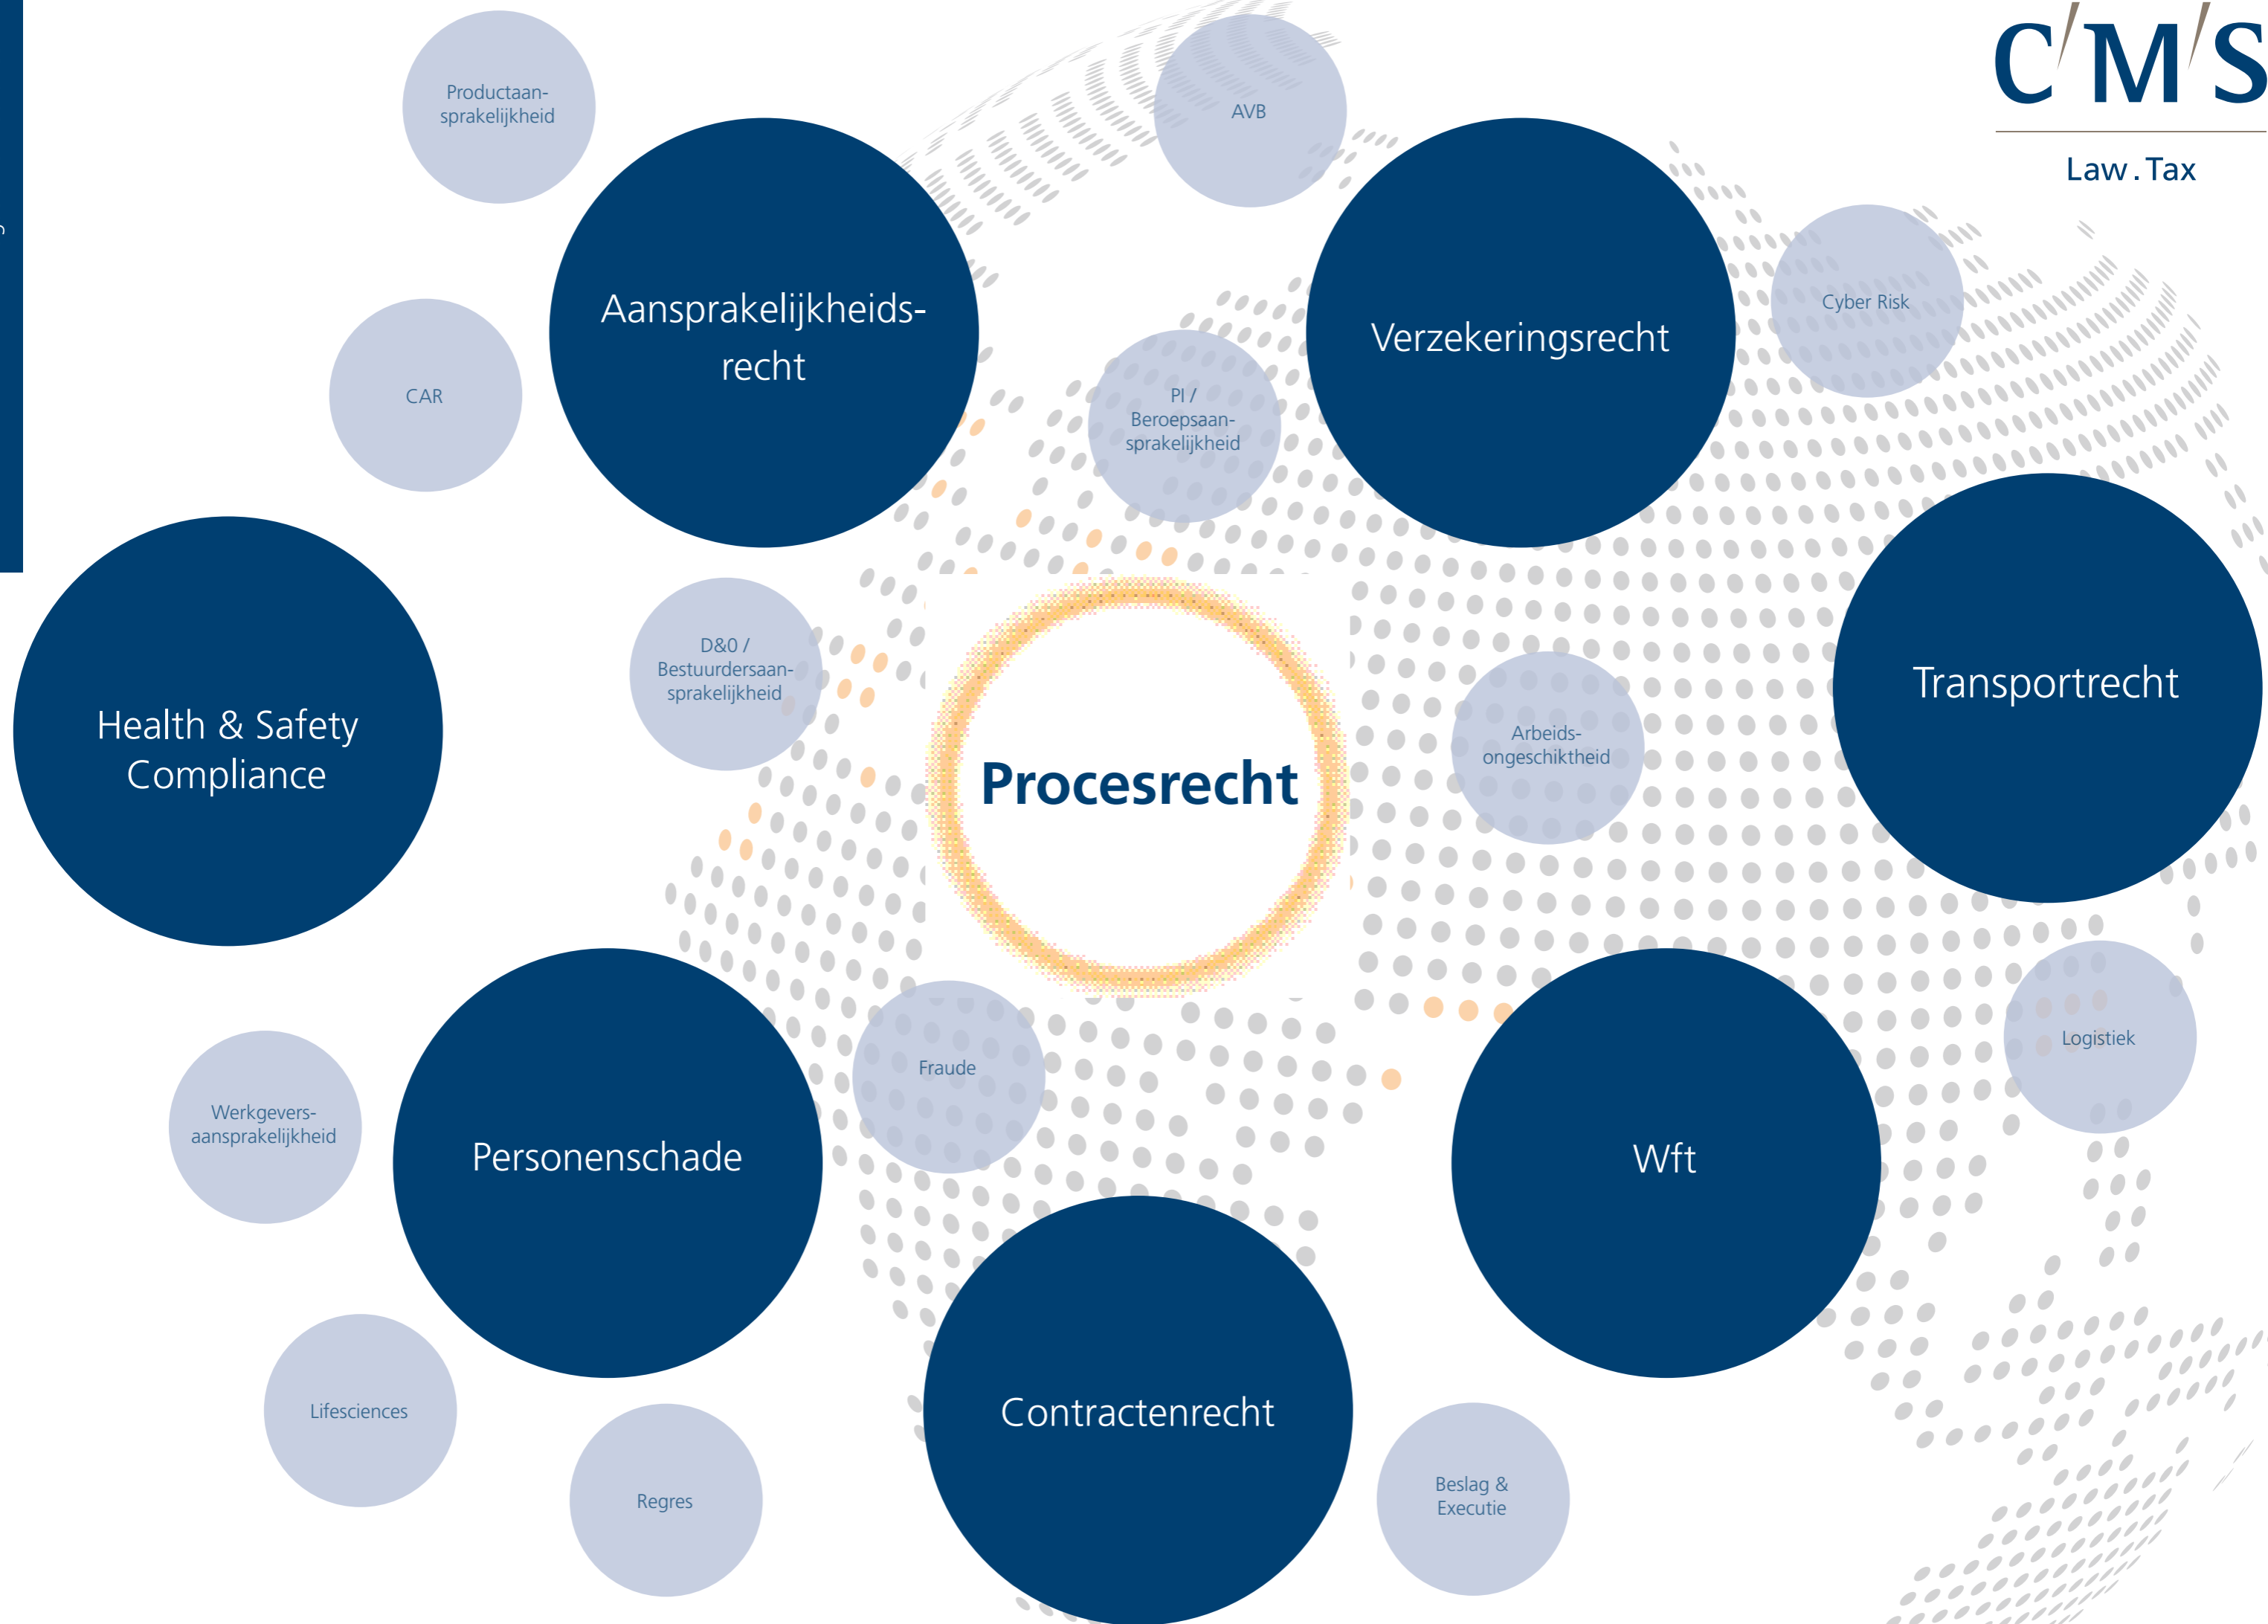 C'M'S
Law.Tax
Productaan-
sprakelijkheid
AVB
Aansprakelijkheids-
recht
Verzekeringsrecht
Cyber Risk
CAR
PI /
Beroepsaan-
sprakelijkheid
Health & Safety
Compliance
D&0 /
Bestuurdersaan-
sprakelijkheid
Procesrecht
Arbeids-
ongeschiktheid
Transportrecht
Werkgevers-
aansprakelijkheid
Personenschade
Fraude
Wft
Logistiek
Lifesciences
Regres
Contractenrecht
Beslag &
Executie